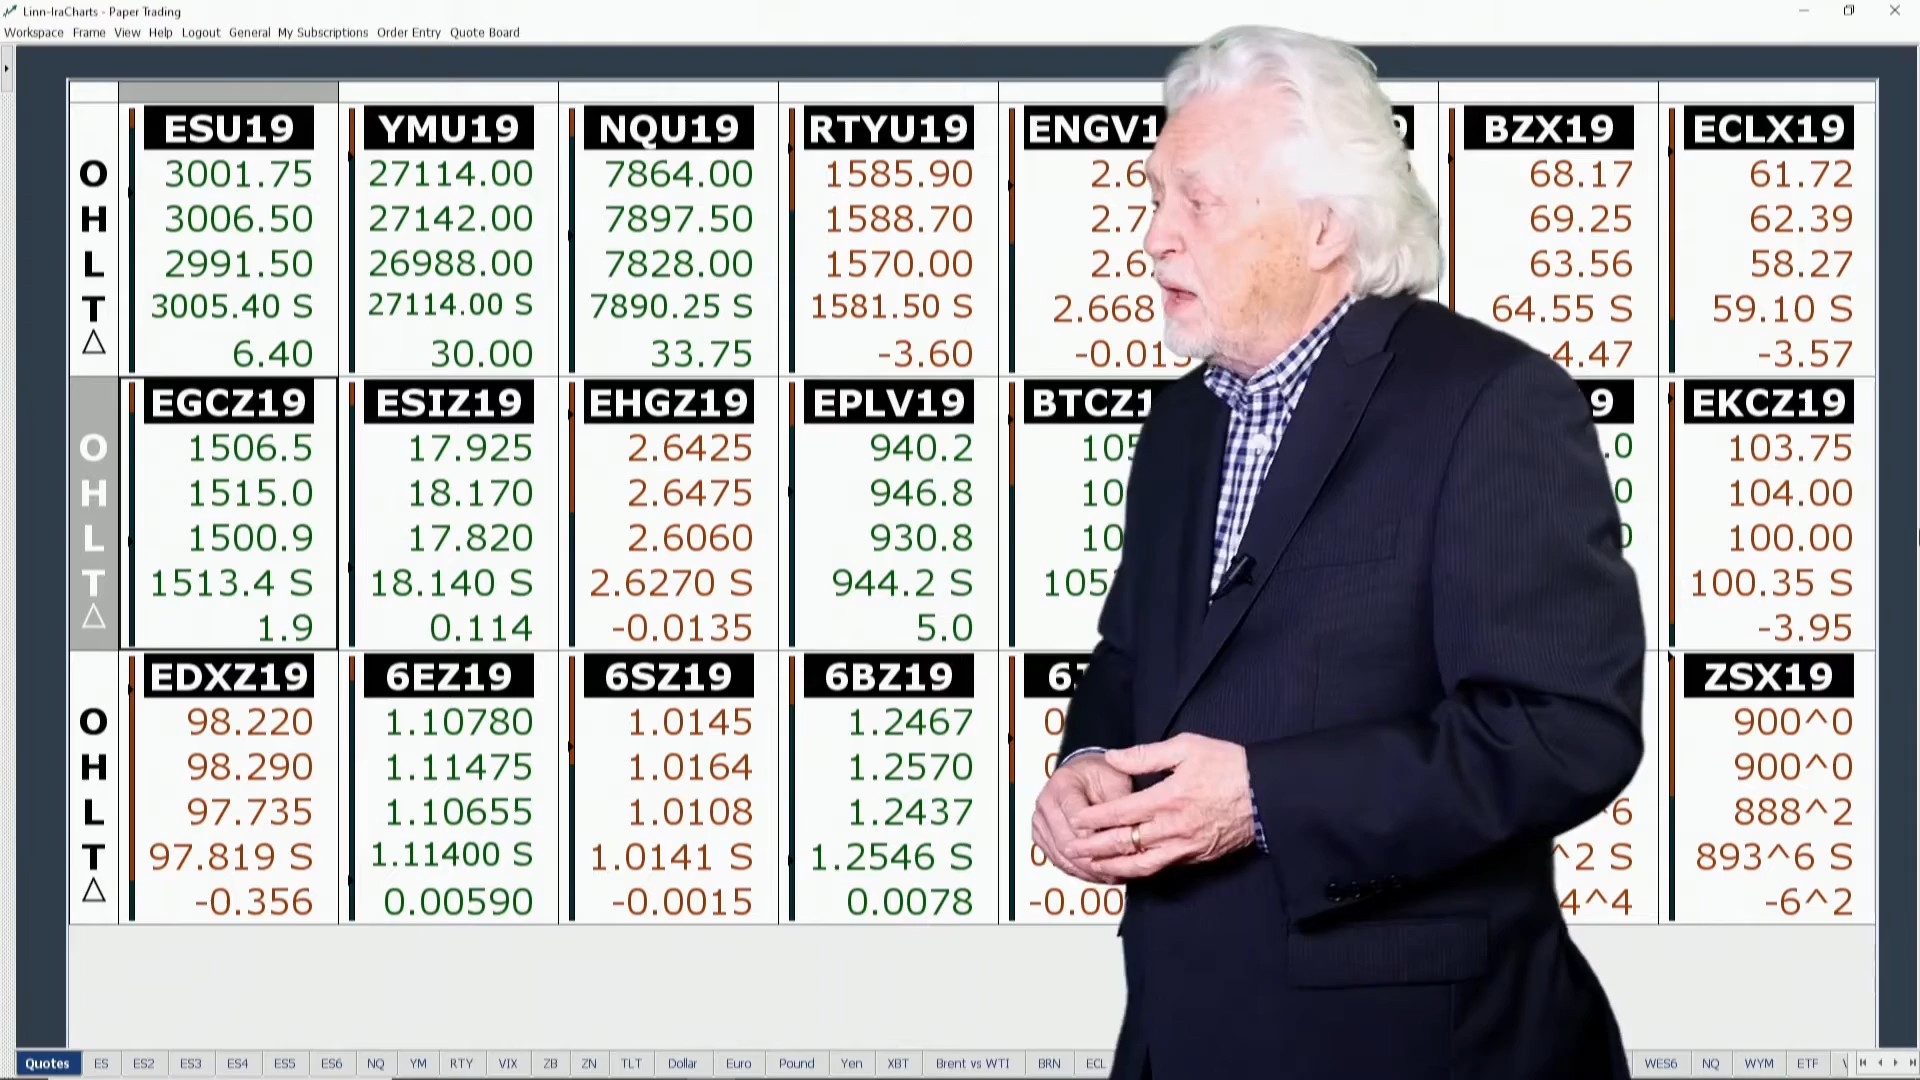 Linn-IraCharts - Paper Trading
Workspace Frame View Help Logout General My Subscriptions Order Entry Quote Board
ESU19 YMU19 NQU19 RTYU19 BZX19 ECLX19
O 3001.75 27114.00 7864.00 1585.90 68.17 61.72
H 3006.50 27142.00 7897.50 1588.70 69.25 62.39
L 2991.50 26988.00 7828.00 1570.00 63.56 58.27
T 3005.40 S 27114.00 S 7890.25 S 1581.50 S 2.668 64.55 S 59.10 S
△ 6.40 30.00 33.75 -3.60 -3.57
EGCZ19 ESIZ19 EHGZ19 EPLV19 EKCZ19
O 1506.5 17.925 2.6425 940.2 103.75
H 1515.0 18.170 2.6475 946.8 104.00
L 1500.9 17.820 2.6060 930.8 100.00
T 1513.4 S 18.140 S 2.6270 S 944.2 S 100.35 S
△ 1.9 0.114 -0.0135 5.0 -3.95
EDXZ19 6EZ19 6SZ19 6BZ19 ZSX19
O 98.220 1.10780 1.0145 1.2467 900^0
H 98.290 1.11475 1.0164 1.2570 900^0
L 97.735 1.10655 1.0108 1.2437 888^2
T 97.819 S 1.11400 S 1.0141 S 1.2546 S 893^6 S
△ -0.356 0.00590 -0.0015 0.0078 -6^2
Quotes ES ES2 ES3 ES4 ES5 ES6 NQ YM RTY VIX ZB ZN TLT Dollar Euro Pound Yen XBT Brent vs WTI BRN ECL WES6 NQ WYM ETF